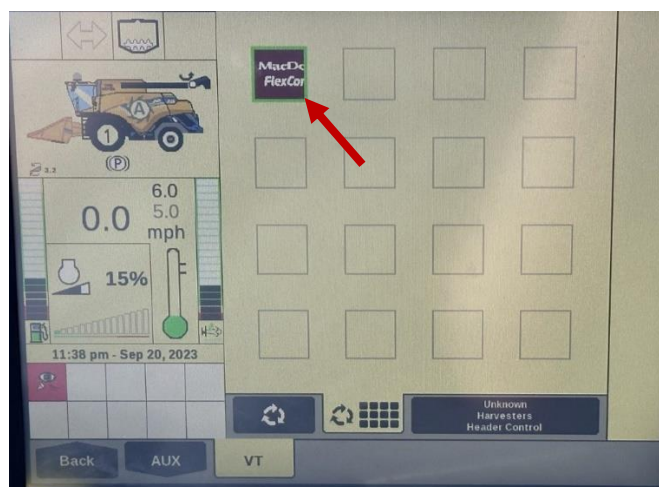 MacDo
FlexCor
A
1
(P)
3.3
6.0
0.0
5.0
mph
15%
11:38 pm - Sep 20, 2023
Unknown
Harvesters
Header Control
Back
AUX
VT